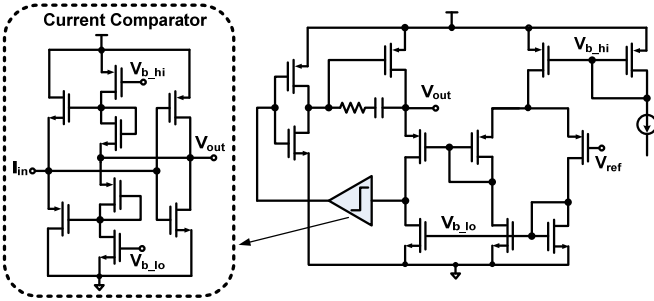 Current Comparator
V_b_hi
V_out
I_in
V_b_lo
V_out
V_b_hi
V_ref
V_b_lo